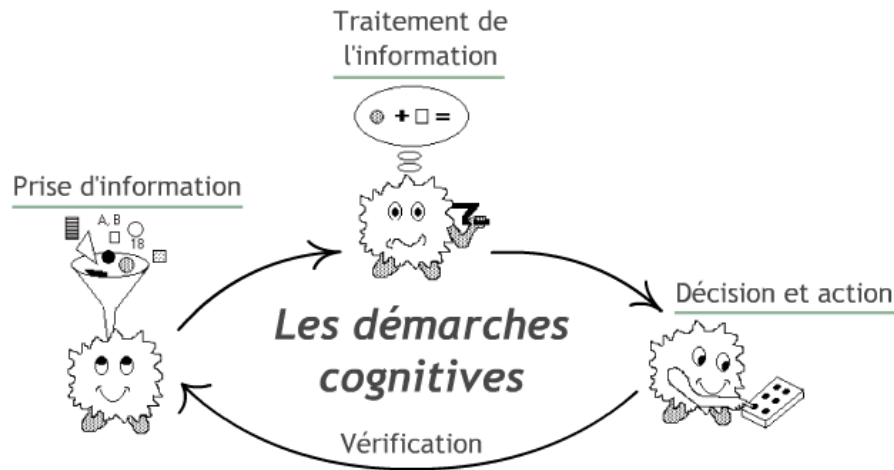 Traitement de
l'information
+ =
Prise d'information
A, B
18
Décision et action
Les démarches
cognitives
Vérification